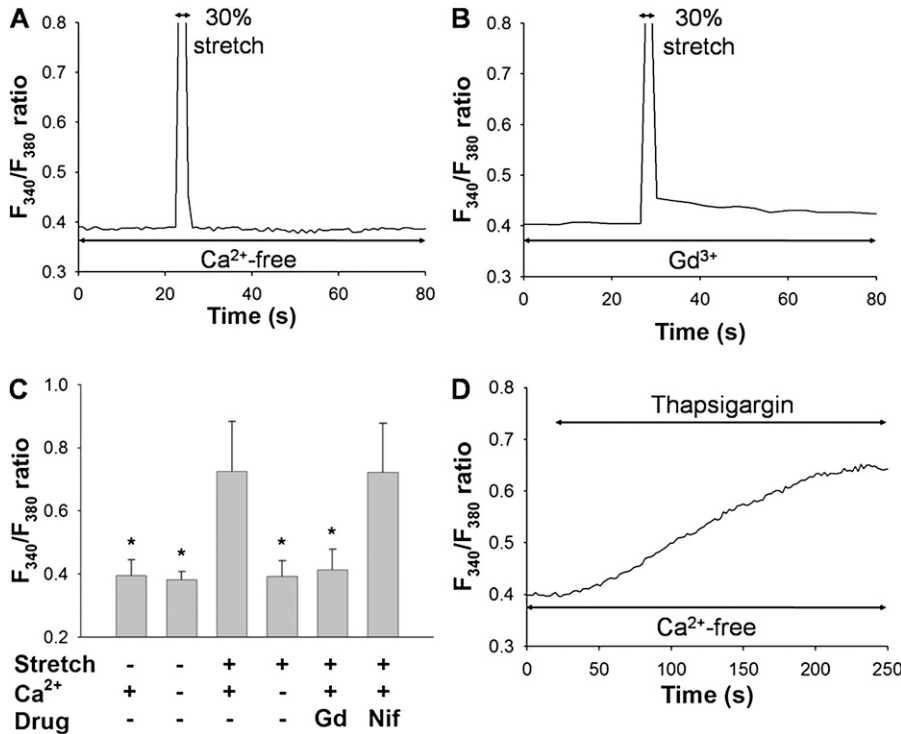 A
30%
stretch
F340/F380 ratio
0.8
0.7
0.6
0.5
0.4
0.3
Ca²⁺-free
0 20 40 60 80
Time (s)
B
30%
stretch
F340/F380 ratio
0.8
0.7
0.6
0.5
0.4
0.3
Gd³⁺
0 20 40 60 80
Time (s)
C
F340/F380 ratio
1.0
0.8
0.6
0.4
0.2
* * * *
Stretch - - + + + +
Ca²⁺ + - + - + +
Drug - - - - Gd Nif
D
Thapsigargin
F340/F380 ratio
0.8
0.7
0.6
0.5
0.4
0.3
Ca²⁺-free
0 50 100 150 200 250
Time (s)